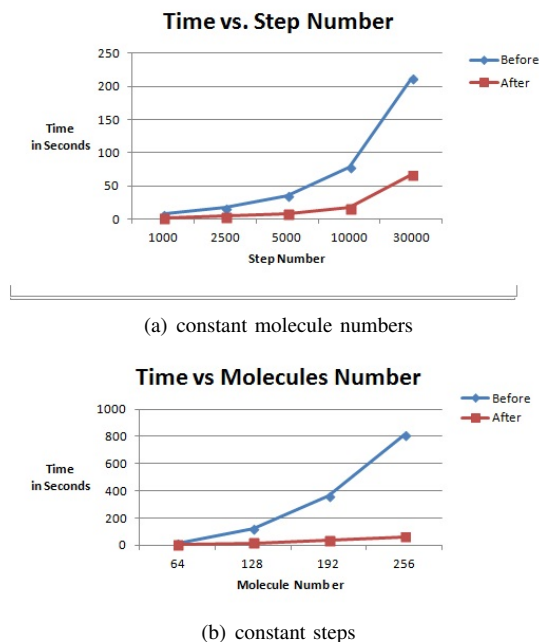 Time vs. Step Number
250
200
150
100
50
0
Time
in Seconds
1000 2500 5000 10000 30000
Step Number
Before
After
(a) constant molecule numbers
Time vs Molecules Number
1000
800
600
400
200
0
Time
in Seconds
64 128 192 256
Molecule Number
Before
After
(b) constant steps